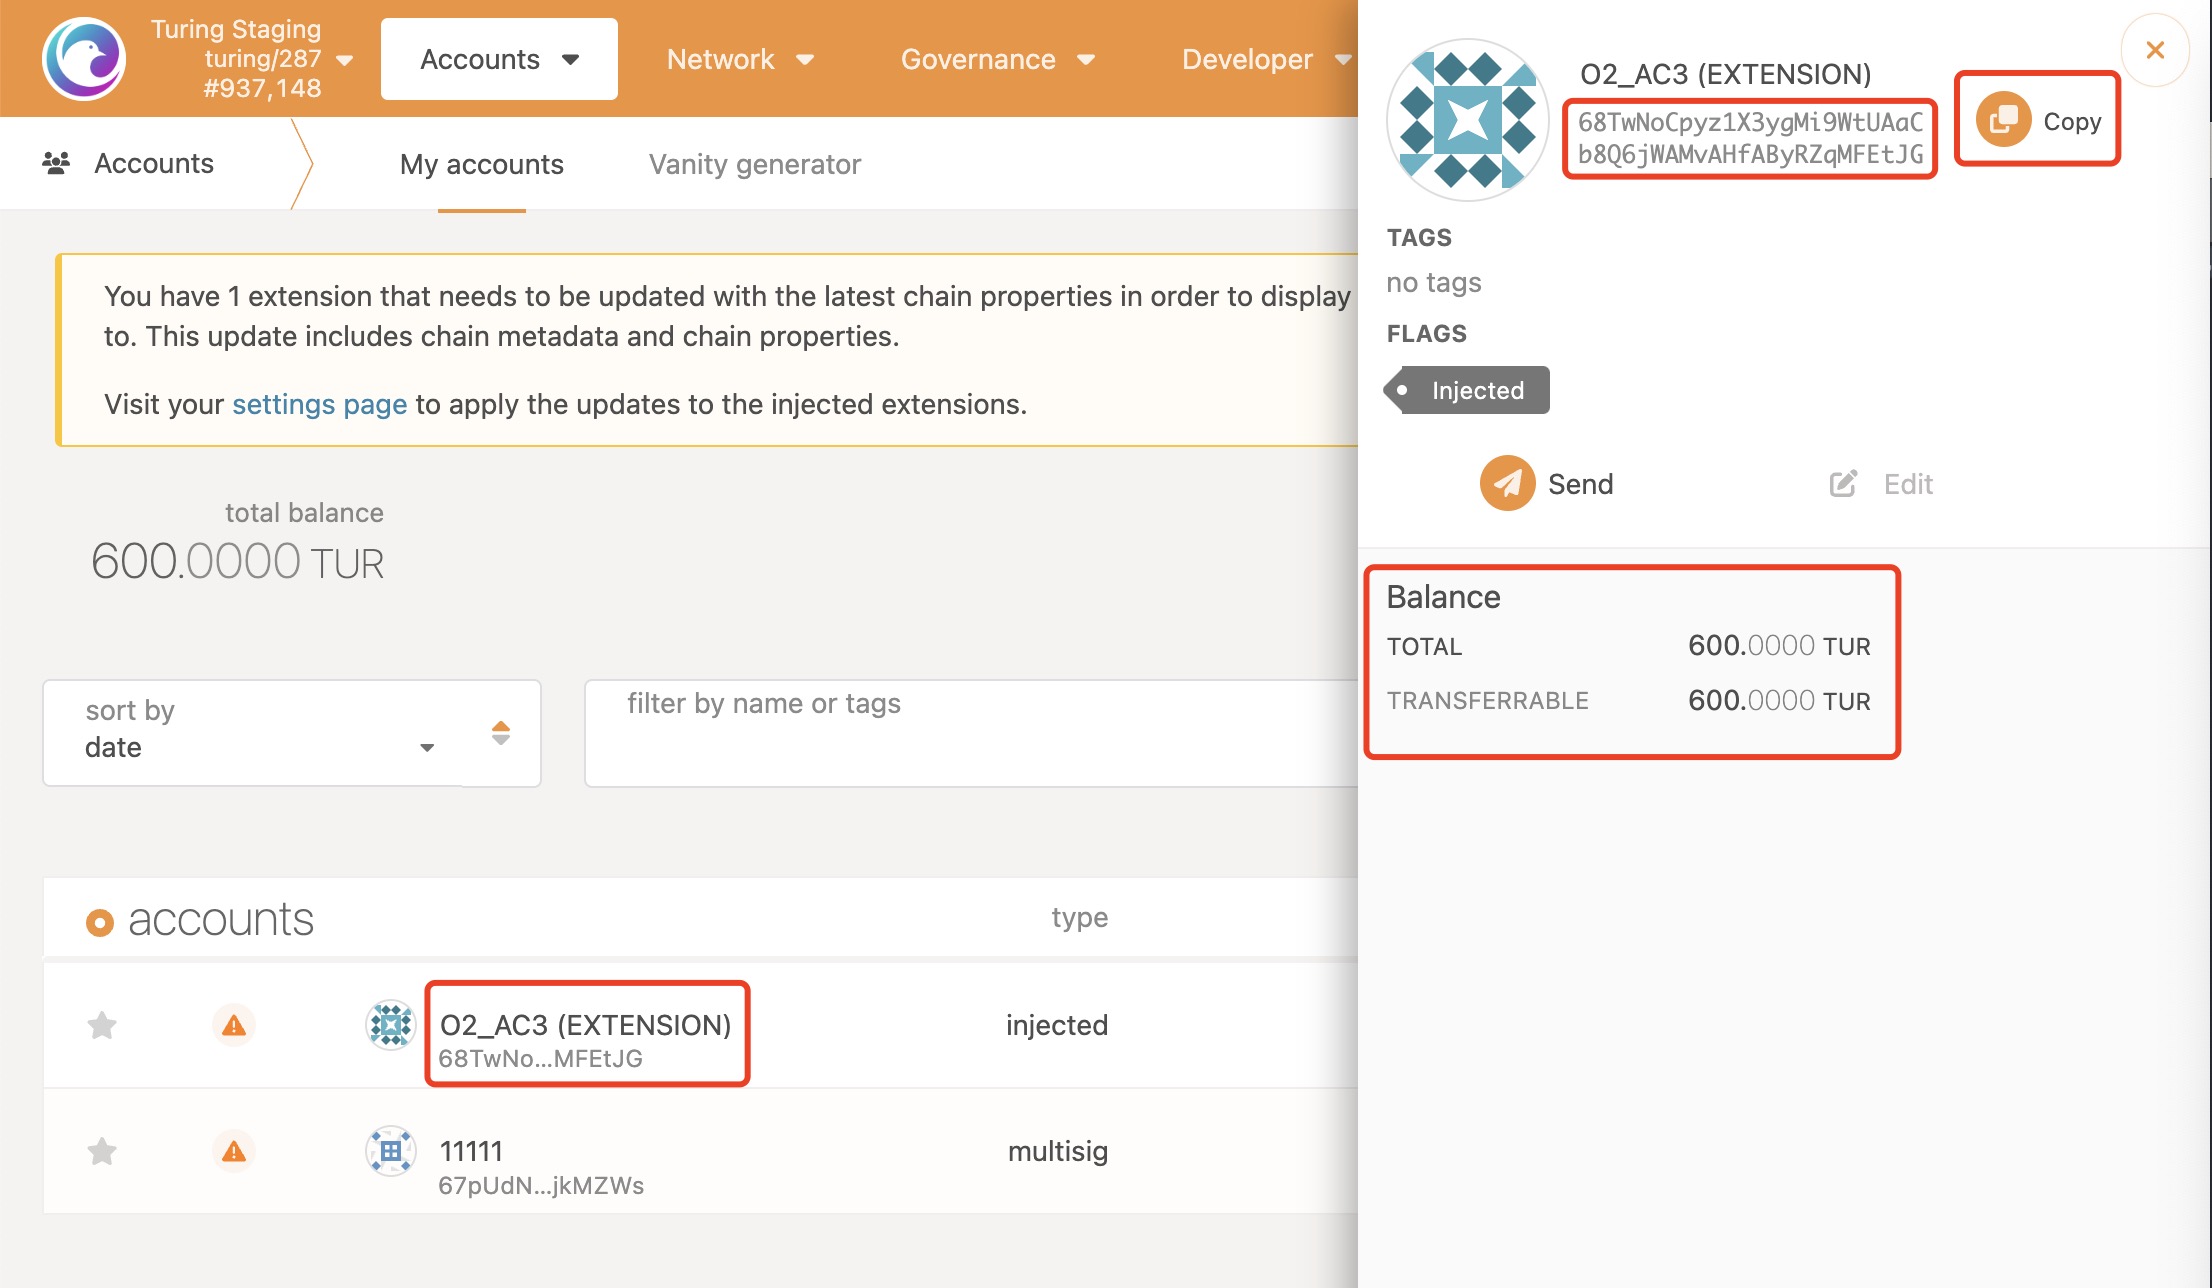 Turing Staging
turing/287
#937,148
Accounts
Network
Governance
Developer
Accounts
My accounts
Vanity generator
You have 1 extension that needs to be updated with the latest chain properties in order to display
to. This update includes chain metadata and chain properties.
Visit your settings page to apply the updates to the injected extensions.
total balance
600.0000 TUR
sort by
date
filter by name or tags
accounts
type
O2_AC3 (EXTENSION)
68TwNo...MFEtJG
injected
11111
67pUdN...jkMZWs
multisig
O2_AC3 (EXTENSION)
68TwNoCpyz1X3ygMi9WtUAaC
b8Q6jWAMvAHfAByRZqMFEtJG
Copy
TAGS
no tags
FLAGS
Injected
Send
Edit
Balance
TOTAL 600.0000 TUR
TRANSFERRABLE 600.0000 TUR